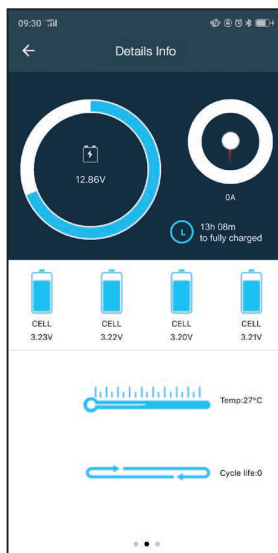 09:30
Details Info
12.86V
0A
13h 08m
to fully charged
CELL CELL CELL CELL
3.23V 3.22V 3.20V 3.21V
Temp:27°C
Cycle life:0